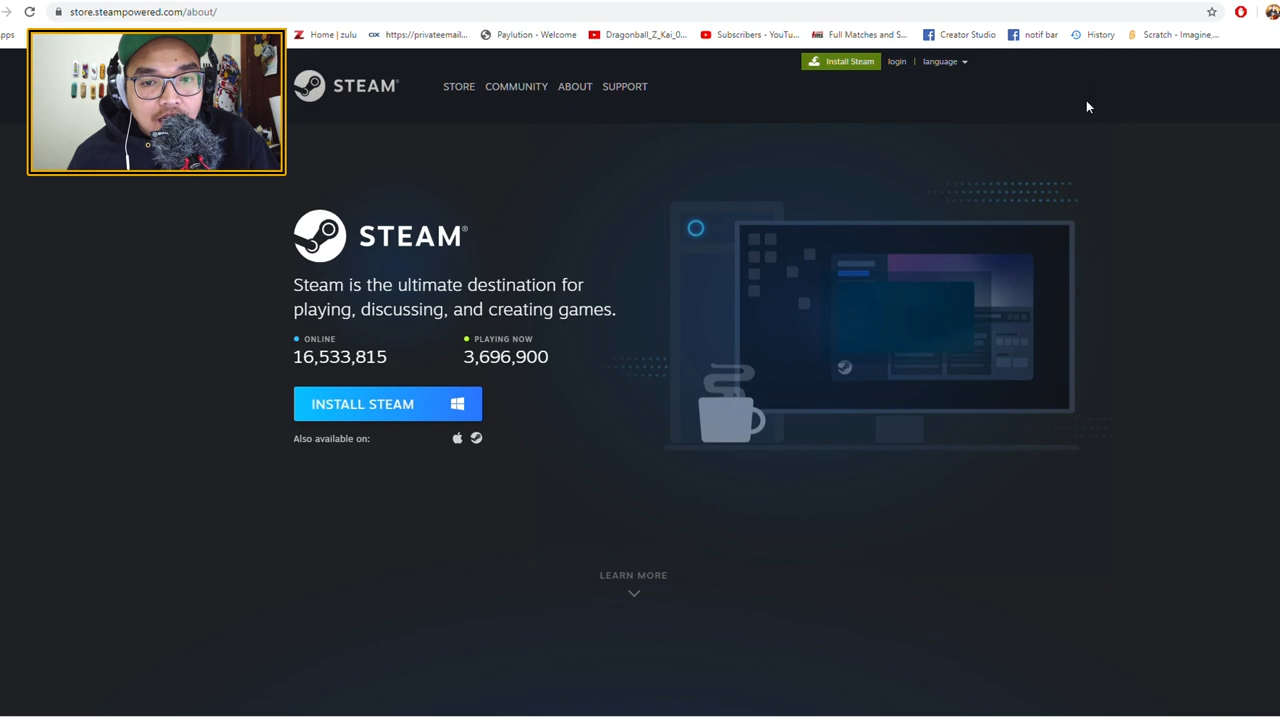 store.steampowered.com/about/
pps
Home | zulu
https://privateemail...
Paylution - Welcome
Dragonball_Z_Kai_0...
Subscribers - YouTu...
Full Matches and S...
Creator Studio
notif bar
History
Scratch - Imagine,...
Install Steam
login
|
language
STEAM®
STORE
COMMUNITY
ABOUT
SUPPORT
STEAM®
Steam is the ultimate destination for
playing, discussing, and creating games.
ONLINE
PLAYING NOW
16,533,815
3,696,900
INSTALL STEAM
Also available on:
LEARN MORE